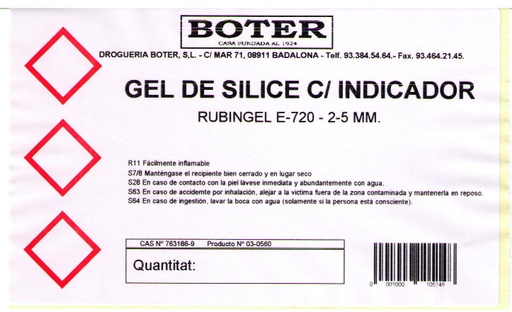 BOTER
CASA FUNDADA AL 1924
DROGUERIA BOTER, S.L. - C/ MAR 71, 08911 BADALONA - Telf. 93.384.54.64.- Fax. 93.464.21.45.
GEL DE SILICE C/ INDICADOR
RUBINGEL E-720 - 2-5 MM.
R11 Fácilmente inflamable
S7/8 Manténgase el recipiente bien cerrado y en lugar seco
S28 En caso de contacto con la piel lávese inmediata y abundantemente con agua.
S63 En caso de accidente por inhalación, alejar a la víctima fuera de la zona contaminada y mantenerla en reposo.
S64 En caso de ingestión, lavar la boca con agua (solamente si la persona está consciente).
CAS Nº 763186-9 Producto Nº 03-0560
Quantitat:
0 001000 105146